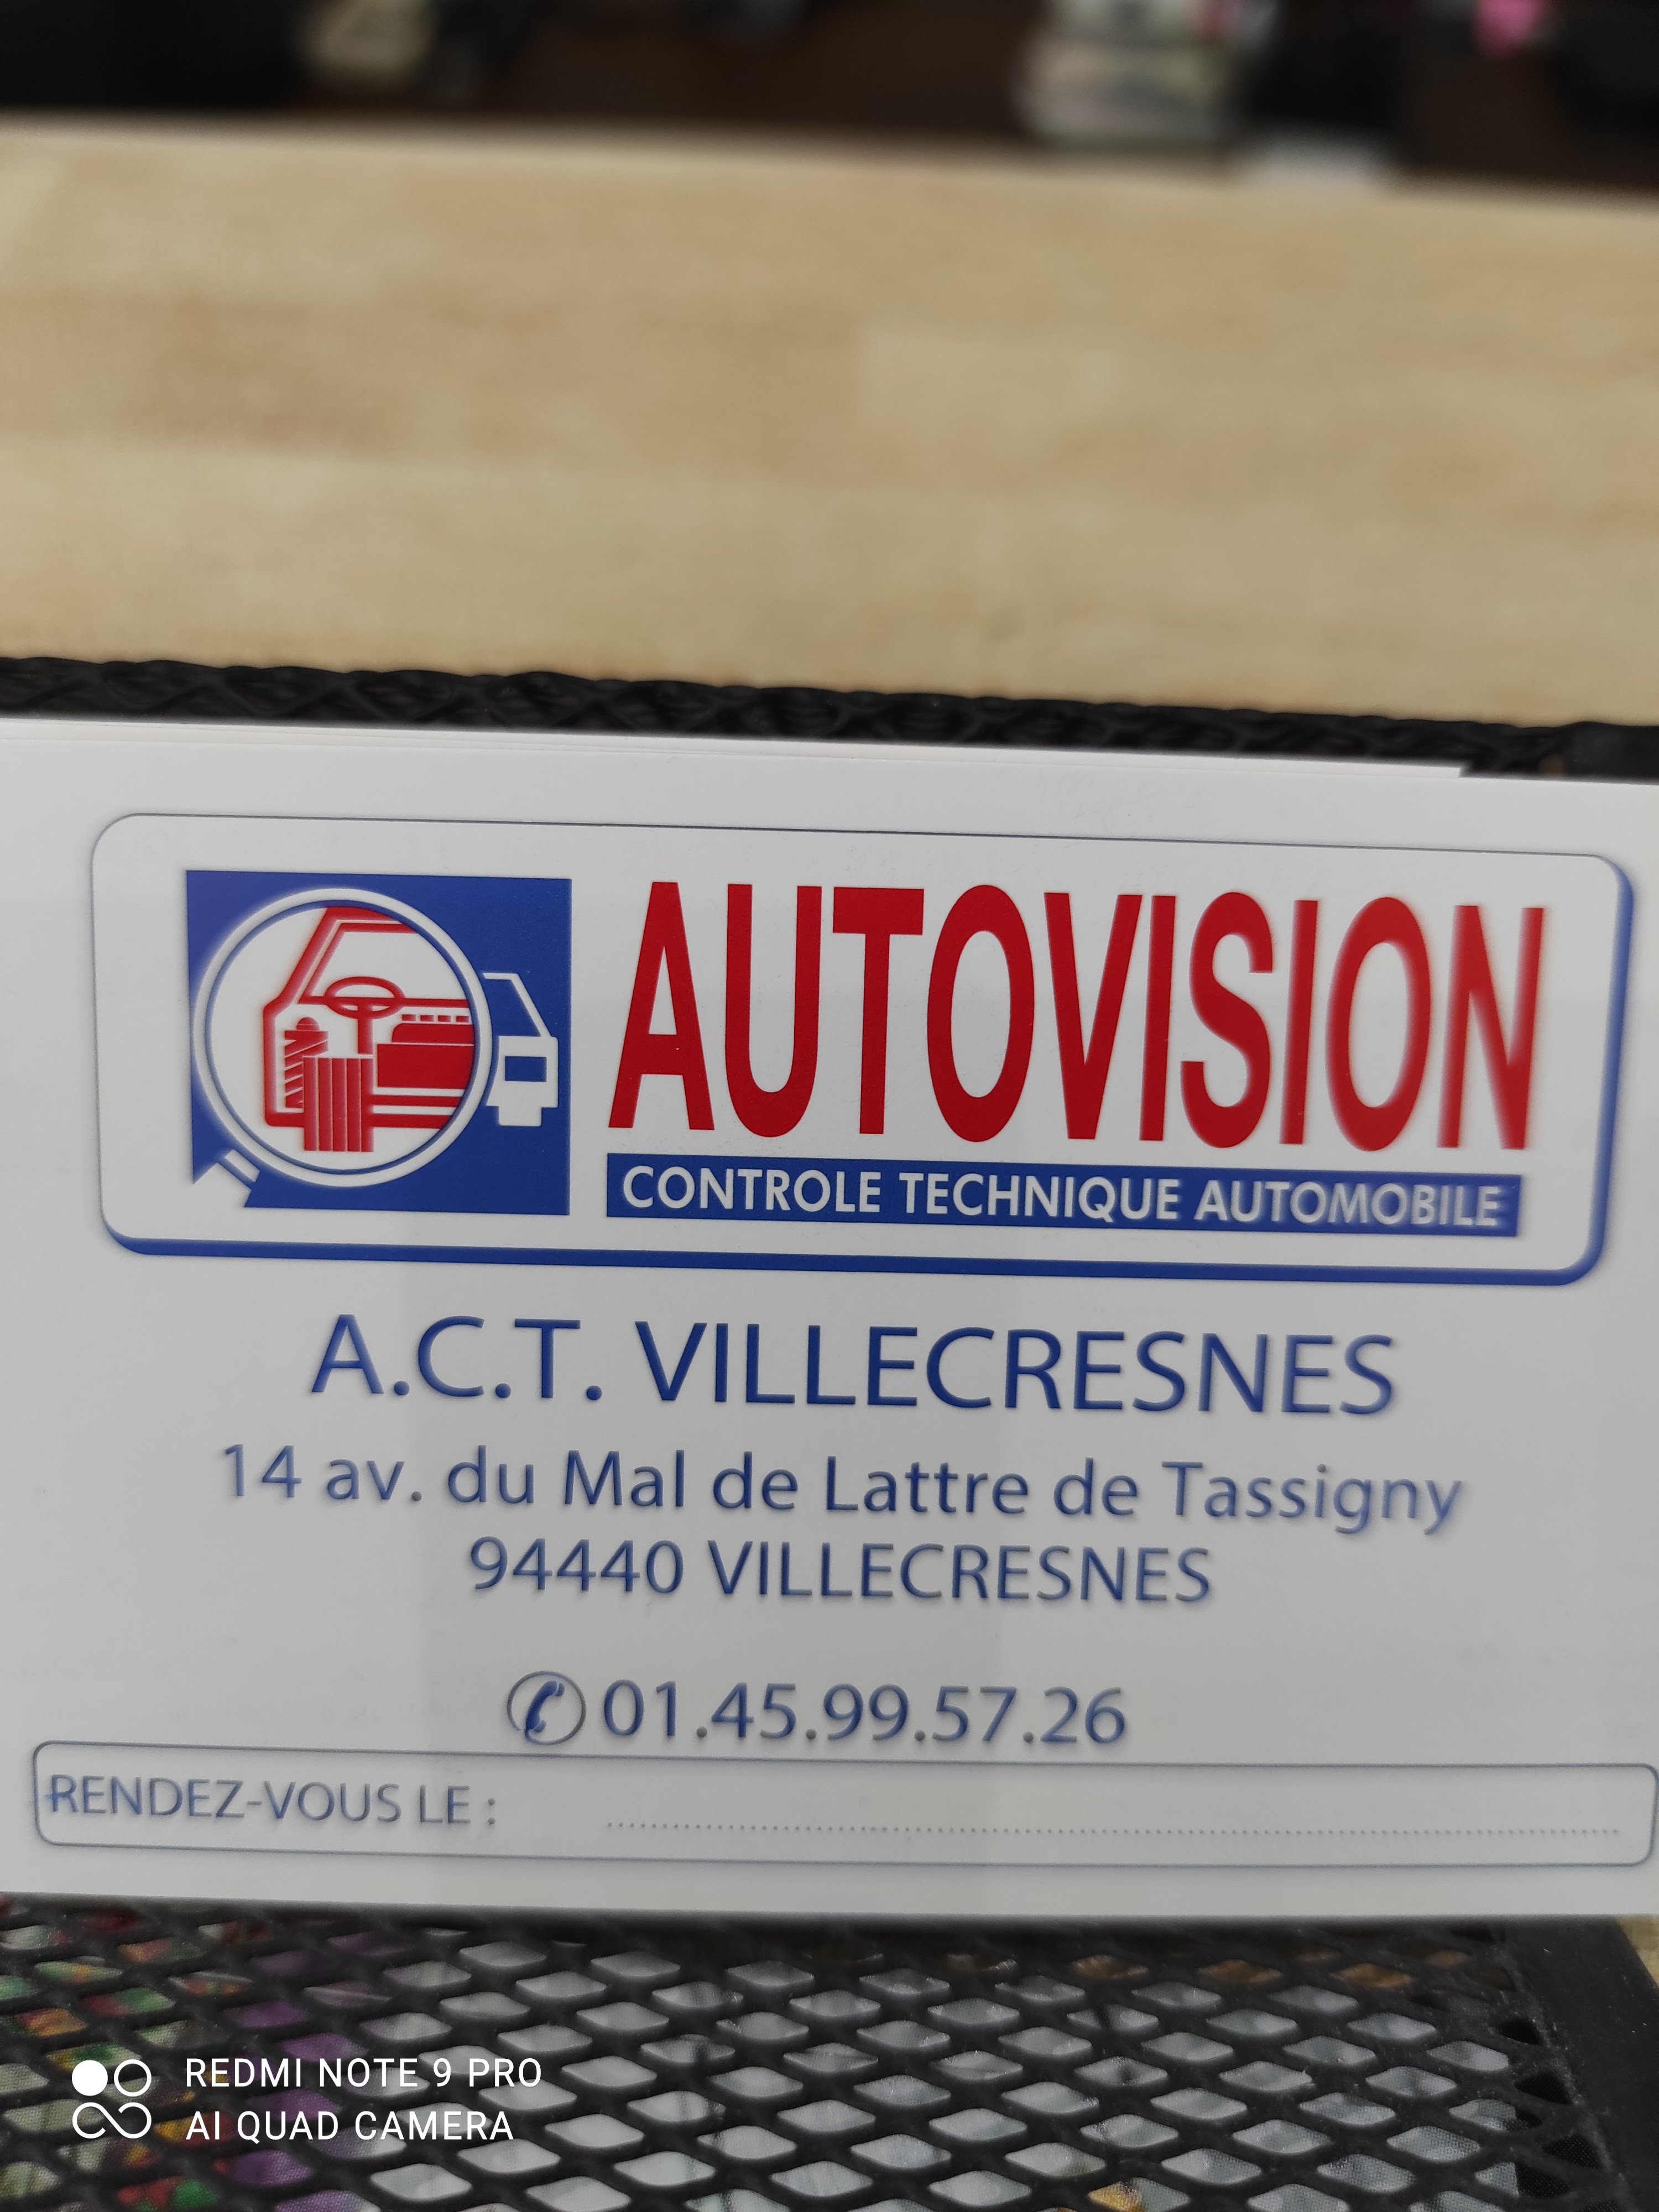 AUTOVISION
CONTROLE TECHNIQUE AUTOMOBILE
A.C.T. VILLECRESNES
14 av. du Mal de Lattre de Tassigny
94440 VILLECRESNES
01.45.99.57.26
RENDEZ-VOUS LE :
REDMI NOTE 9 PRO
AI QUAD CAMERA